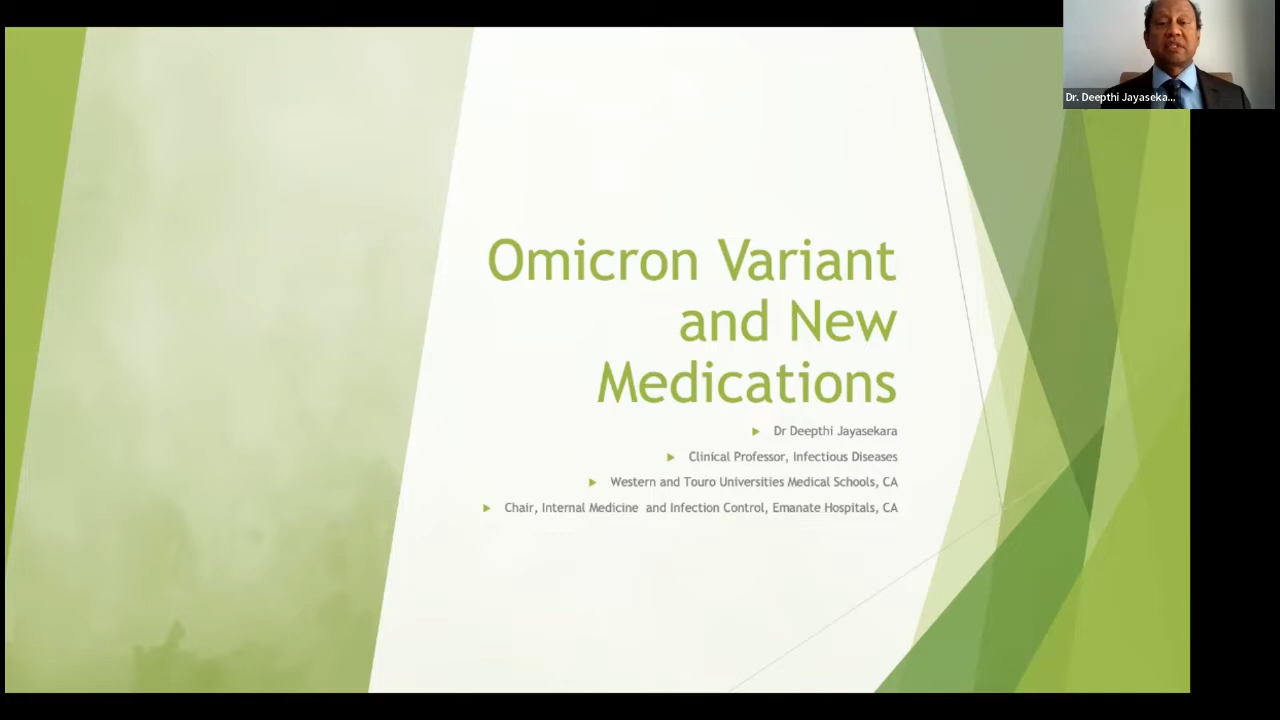 Dr. Deepthi Jayaseka...
Omicron Variant
and New
Medications
Dr Deepthi Jayasekara
Clinical Professor, Infectious Diseases
Western and Touro Universities Medical Schools, CA
Chair, Internal Medicine and Infection Control, Emanate Hospitals, CA